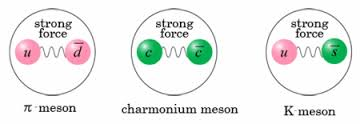 strong
force
u d̅
π-meson
strong
force
c c̅
charmonium meson
strong
force
u s̅
K-meson